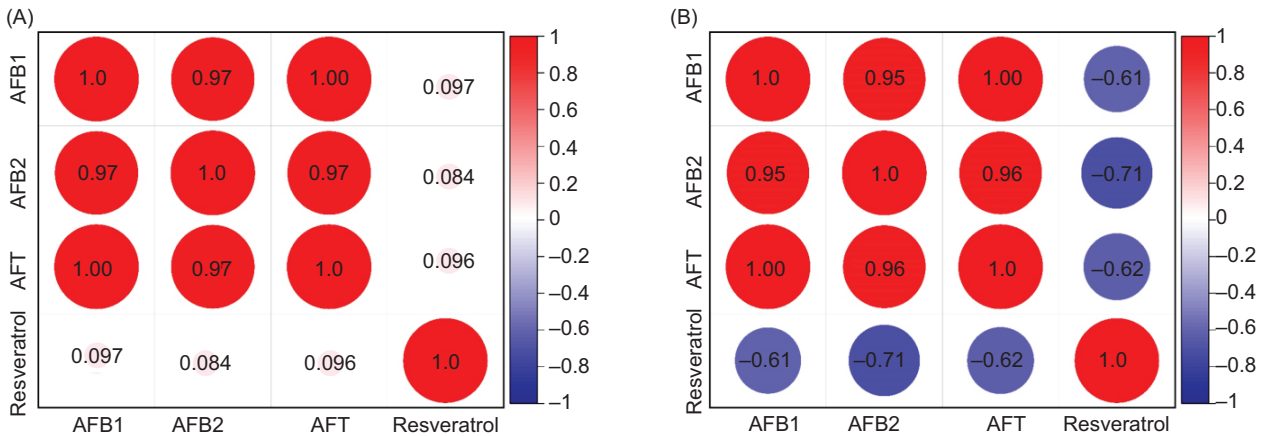 (A)
AFB1 1.0 0.97 1.00 0.097
AFB2 0.97 1.0 0.97 0.084
AFT 1.00 0.97 1.0 0.096
Resveratrol 0.097 0.084 0.096 1.0
AFB1 AFB2 AFT Resveratrol
1
0.8
0.6
0.4
0.2
0
–0.2
–0.4
–0.6
–0.8
–1
(B)
AFB1 1.0 0.95 1.00 –0.61
AFB2 0.95 1.0 0.96 –0.71
AFT 1.00 0.96 1.0 –0.62
Resveratrol –0.61 –0.71 –0.62 1.0
AFB1 AFB2 AFT Resveratrol
1
0.8
0.6
0.4
0.2
0
–0.2
–0.4
–0.6
–0.8
–1